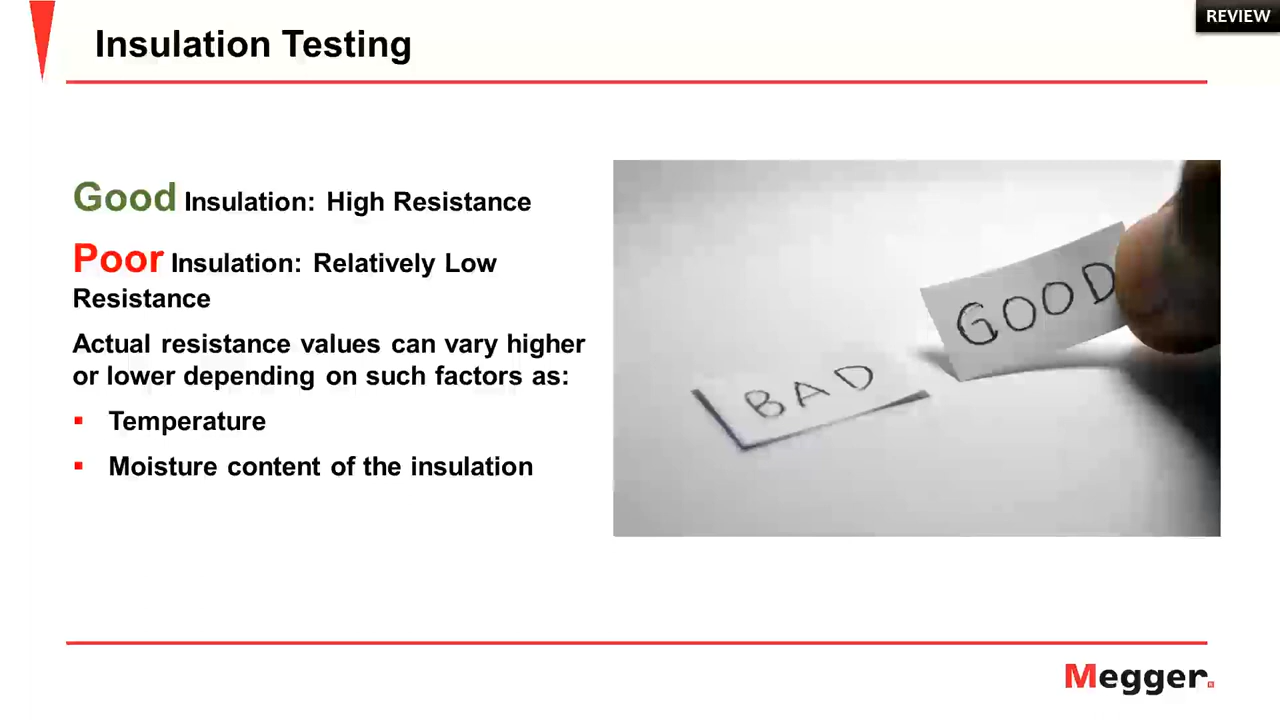 REVIEW
Insulation Testing
Good Insulation: High Resistance
Poor Insulation: Relatively Low
Resistance
Actual resistance values can vary higher
or lower depending on such factors as:
▪ Temperature
▪ Moisture content of the insulation
GOOD
BAD
Megger